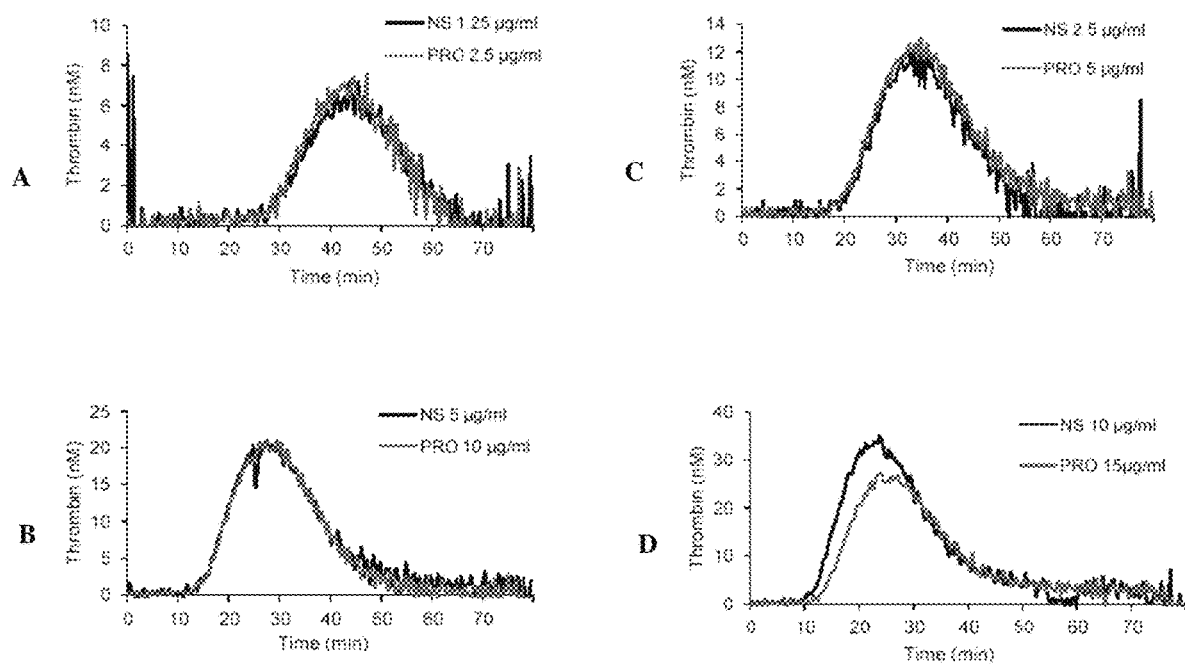 A
10
8
6
4
2
0
Thrombin (nM)
NS 1.25 µg/ml
PRO 2.5 µg/ml
0 10 20 30 40 50 60 70
Time (min)
C
14
12
10
8
6
4
2
0
Thrombin (nM)
NS 2 5 µg/ml
PRO 5 µg/ml
0 10 20 30 40 50 60 70
Time (min)
B
25
20
15
10
5
0
Thrombin (nM)
NS 5 µg/ml
PRO 10 µg/ml
0 10 20 30 40 50 60 70
Time (min)
D
40
30
20
10
0
Thrombin (nM)
NS 10 µg/ml
PRO 15µg/ml
0 10 20 30 40 50 60 70
Time (min)